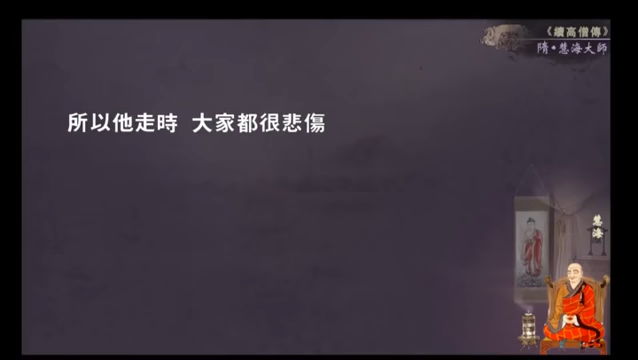 《續高僧傳》
隋·慧海大師
所以他走時 大家都很悲傷
慧海